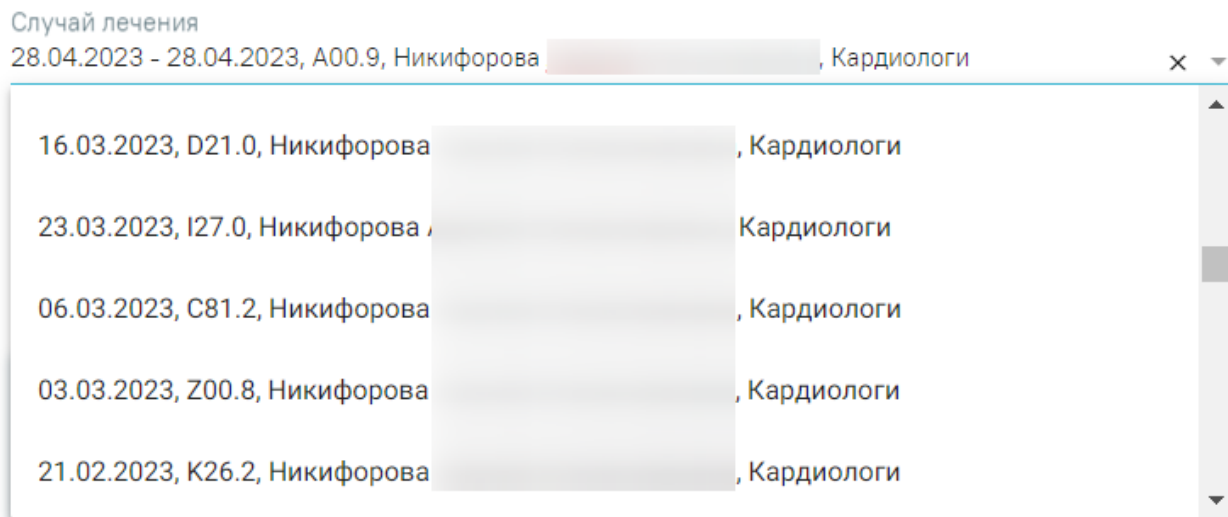 Случай лечения
28.04.2023 - 28.04.2023, A00.9, Никифорова , Кардиологи
16.03.2023, D21.0, Никифорова , Кардиологи
23.03.2023, I27.0, Никифорова Кардиологи
06.03.2023, C81.2, Никифорова , Кардиологи
03.03.2023, Z00.8, Никифорова , Кардиологи
21.02.2023, K26.2, Никифорова , Кардиологи